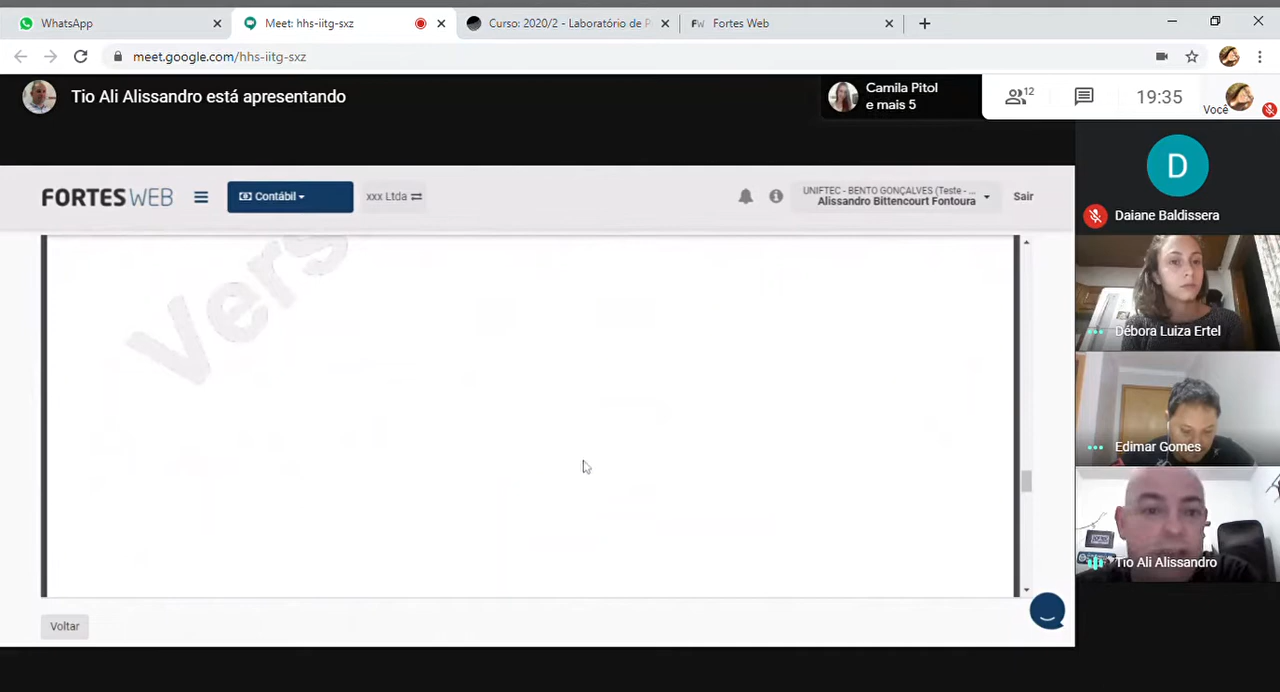 WhatsApp
Meet: hhs-iitg-sxz
Curso: 2020/2 - Laboratório de P
FW Fortes Web
meet.google.com/hhs-iitg-sxz
Tio Ali Alissandro está apresentando
Camila Pitol
e mais 5
12
19:35
Você
FORTES WEB
Contábil
xxx Ltda
UNIFTEC - BENTO GONÇALVES (Teste - ...
Alissandro Bittencourt Fontoura
Sair
D
Daiane Baldissera
Débora Luiza Ertel
Edimar Gomes
Tio Ali Alissandro
Vers
Voltar